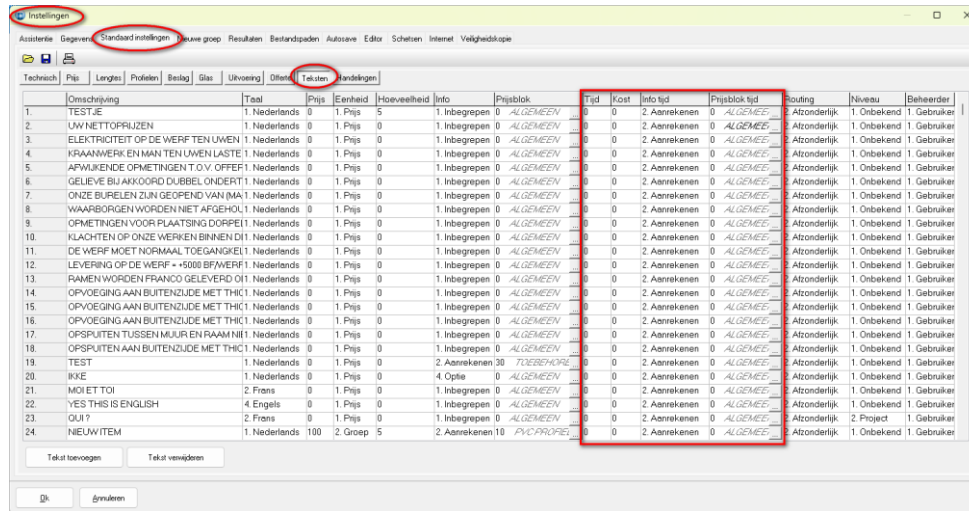 Instellingen
Assistentie Gegevens Standaard instellingen Nieuwe groep Resultaten Bestandspaden Autosave Editor Schetsen Internet Veiligheidskopie
Technisch Prijs Lengtes Profielen Beslag Glas Uitvoering Offerte Teksten Handelingen
Omschrijving Taal Prijs Eenheid Hoeveelheid Info Prijsblok Tijd Kost Info tijd Prijsblok tijd Routing Niveau Beheerder
1. TESTJE 1. Nederlands 0 1. Prijs 5 1. Inbegrepen 0 ALGEMEEN ... 0 0 2. Aanrekenen 0 ALGEMEE ... 2. Afzonderlijk 1. Onbekend 1. Gebruiker
2. UW NETTOPRIJZEN 1. Nederlands 0 1. Prijs 0 1. Inbegrepen 0 ALGEMEEN ... 0 0 2. Aanrekenen 0 ALGEMEE ... 2. Afzonderlijk 1. Onbekend 1. Gebruiker
3. ELEKTRICITEIT OP DE WERF TEN UWEN 1. Nederlands 0 1. Prijs 0 1. Inbegrepen 0 ALGEMEEN ... 0 0 2. Aanrekenen 0 ALGEMEE ... 2. Afzonderlijk 1. Onbekend 1. Gebruiker
4. KRAANWERK EN MAN TEN UWEN LASTE 1. Nederlands 0 1. Prijs 0 1. Inbegrepen 0 ALGEMEEN ... 0 0 2. Aanrekenen 0 ALGEMEE ... 2. Afzonderlijk 1. Onbekend 1. Gebruiker
5. AFWIJKENDE OPMETINGEN T.O.V. OFFER 1. Nederlands 0 1. Prijs 0 1. Inbegrepen 0 ALGEMEEN ... 0 0 2. Aanrekenen 0 ALGEMEE ... 2. Afzonderlijk 1. Onbekend 1. Gebruiker
6. GELIEVE BIJ AKKOORD DUBBEL ONDERT 1. Nederlands 0 1. Prijs 0 1. Inbegrepen 0 ALGEMEEN ... 0 0 2. Aanrekenen 0 ALGEMEE ... 2. Afzonderlijk 1. Onbekend 1. Gebruiker
7. ONZE BURELEN ZIJN GEOPEND VAN (MA 1. Nederlands 0 1. Prijs 0 1. Inbegrepen 0 ALGEMEEN ... 0 0 2. Aanrekenen 0 ALGEMEE ... 2. Afzonderlijk 1. Onbekend 1. Gebruiker
8. WAARBORGEN WORDEN NIET AFGEHOU 1. Nederlands 0 1. Prijs 0 1. Inbegrepen 0 ALGEMEEN ... 0 0 2. Aanrekenen 0 ALGEMEE ... 2. Afzonderlijk 1. Onbekend 1. Gebruiker
9. OPMETINGEN VOOR PLAATSING DORPEI 1. Nederlands 0 1. Prijs 0 1. Inbegrepen 0 ALGEMEEN ... 0 0 2. Aanrekenen 0 ALGEMEE ... 2. Afzonderlijk 1. Onbekend 1. Gebruiker
10. KLACHTEN OP ONZE WERKEN BINNEN DI 1. Nederlands 0 1. Prijs 0 1. Inbegrepen 0 ALGEMEEN ... 0 0 2. Aanrekenen 0 ALGEMEE ... 2. Afzonderlijk 1. Onbekend 1. Gebruiker
11. DE WERF MOET NORMAAL TOEGANGKEL 1. Nederlands 0 1. Prijs 0 1. Inbegrepen 0 ALGEMEEN ... 0 0 2. Aanrekenen 0 ALGEMEE ... 2. Afzonderlijk 1. Onbekend 1. Gebruiker
12. LEVERING OP DE WERF = +5000 BF/WERF 1. Nederlands 0 1. Prijs 0 1. Inbegrepen 0 ALGEMEEN ... 0 0 2. Aanrekenen 0 ALGEMEE ... 2. Afzonderlijk 1. Onbekend 1. Gebruiker
13. RAMEN WORDEN FRANCO GELEVERD O 1. Nederlands 0 1. Prijs 0 1. Inbegrepen 0 ALGEMEEN ... 0 0 2. Aanrekenen 0 ALGEMEE ... 2. Afzonderlijk 1. Onbekend 1. Gebruiker
14. OPVOEGING AAN BUITENZIJDE MET THIC 1. Nederlands 0 1. Prijs 0 1. Inbegrepen 0 ALGEMEEN ... 0 0 2. Aanrekenen 0 ALGEMEE ... 2. Afzonderlijk 1. Onbekend 1. Gebruiker
15. OPVOEGING AAN BUITENZIJDE MET THIC 1. Nederlands 0 1. Prijs 0 1. Inbegrepen 0 ALGEMEEN ... 0 0 2. Aanrekenen 0 ALGEMEE ... 2. Afzonderlijk 1. Onbekend 1. Gebruiker
16. OPVOEGING AAN BUITENZIJDE MET THIC 1. Nederlands 0 1. Prijs 0 1. Inbegrepen 0 ALGEMEEN ... 0 0 2. Aanrekenen 0 ALGEMEE ... 2. Afzonderlijk 1. Onbekend 1. Gebruiker
17. OPSPUITEN TUSSEN MUUR EN RAAM NII 1. Nederlands 0 1. Prijs 0 1. Inbegrepen 0 ALGEMEEN ... 0 0 2. Aanrekenen 0 ALGEMEE ... 2. Afzonderlijk 1. Onbekend 1. Gebruiker
18. OPSPUITEN AAN BUITENZIJDE MET THIC 1. Nederlands 0 1. Prijs 0 1. Inbegrepen 0 ALGEMEEN ... 0 0 2. Aanrekenen 0 ALGEMEE ... 2. Afzonderlijk 1. Onbekend 1. Gebruiker
19. TEST 1. Nederlands 0 1. Prijs 0 2. Aanrekenen 30 TOEBEHORE ... 0 0 2. Aanrekenen 0 ALGEMEE ... 2. Afzonderlijk 1. Onbekend 1. Gebruiker
20. IKKE 1. Nederlands 0 1. Prijs 0 4. Optie 0 ALGEMEEN ... 0 0 2. Aanrekenen 0 ALGEMEE ... 2. Afzonderlijk 1. Onbekend 1. Gebruiker
21. MOI ET TOI 2. Frans 0 1. Prijs 0 1. Inbegrepen 0 ALGEMEEN ... 0 0 2. Aanrekenen 0 ALGEMEE ... 2. Afzonderlijk 1. Onbekend 1. Gebruiker
22. YES THIS IS ENGLISH 4. Engels 0 1. Prijs 0 1. Inbegrepen 0 ALGEMEEN ... 0 0 2. Aanrekenen 0 ALGEMEE ... 2. Afzonderlijk 1. Onbekend 1. Gebruiker
23. OUI ? 2. Frans 0 1. Prijs 0 1. Inbegrepen 0 ALGEMEEN ... 0 0 2. Aanrekenen 0 ALGEMEE ... 2. Afzonderlijk 2. Project 1. Gebruiker
24. NIEUW ITEM 1. Nederlands 100 2. Groep 5 2. Aanrekenen 10 PVC PROFIEL ... 0 0 2. Aanrekenen 0 ALGEMEE ... 2. Afzonderlijk 1. Onbekend 1. Gebruiker
Tekst toevoegen Tekst verwijderen
Ok Annuleren